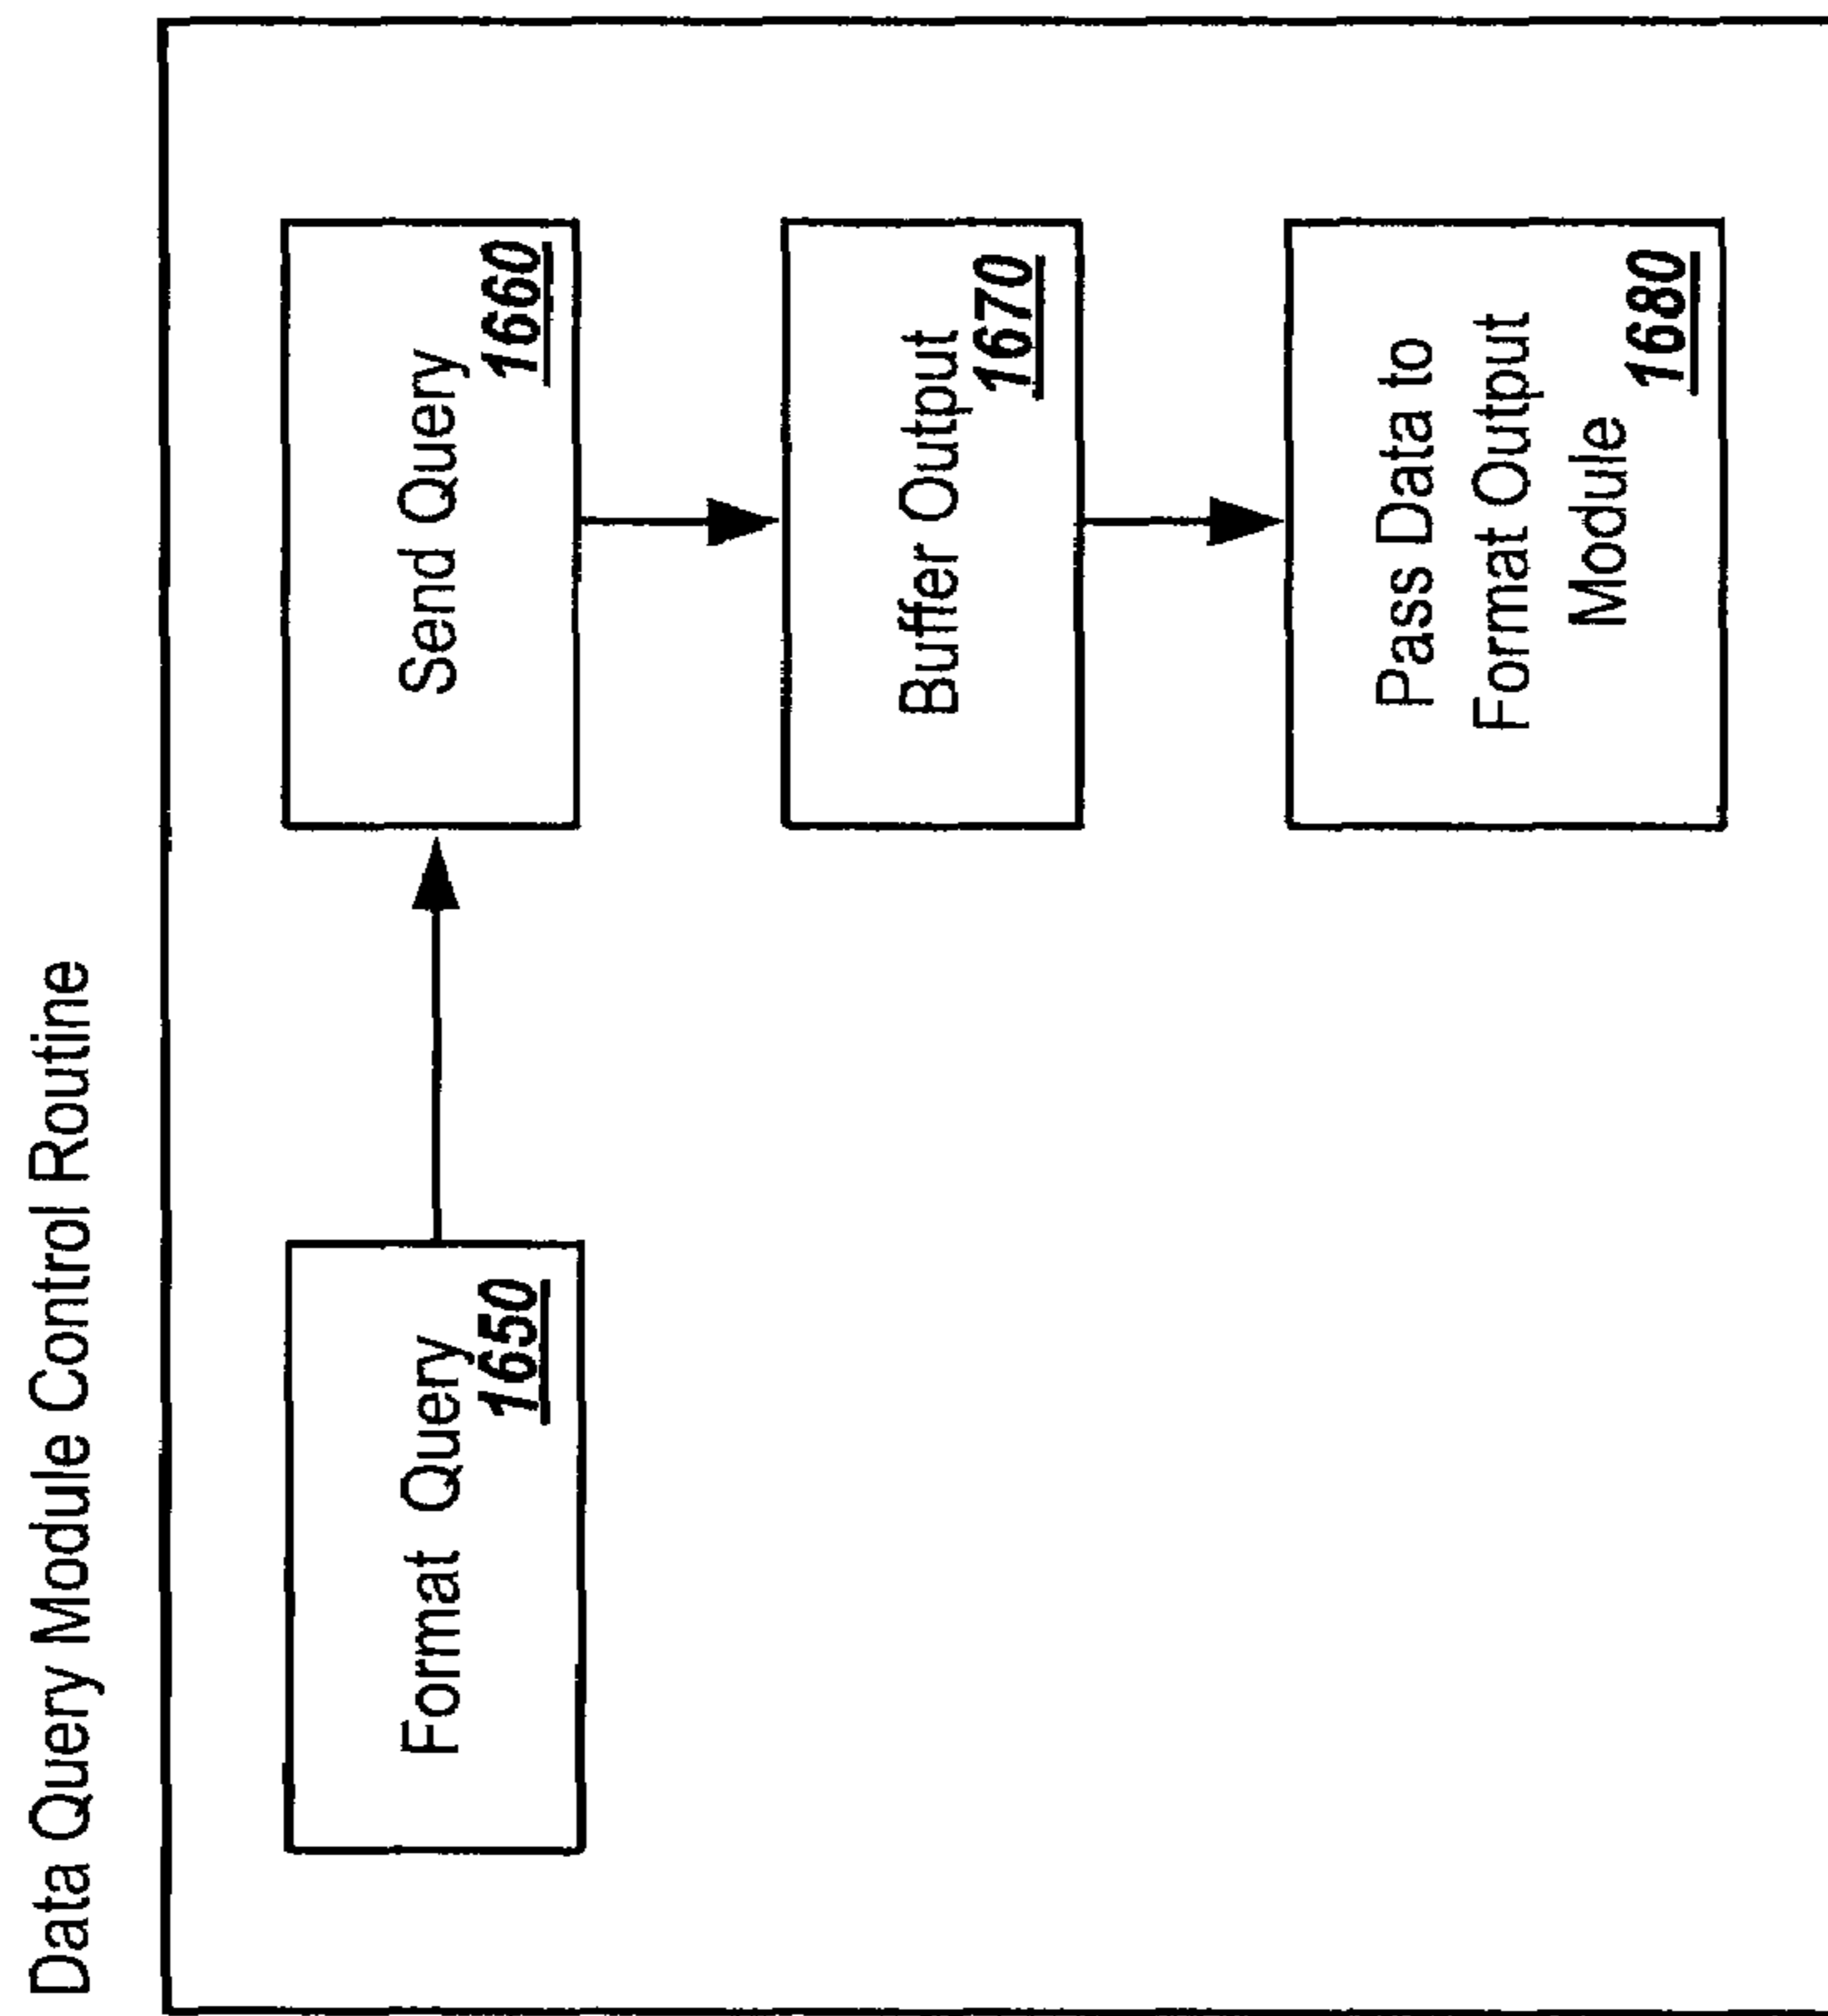 Data Query Module Control Routine
Format Query
1650
Send Query
1660
Buffer Output
1670
Pass Data to
Format Output
Module
1680